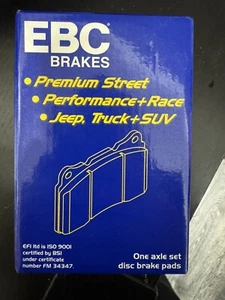 EBC
BRAKES
• Premium Street
• Performance+Race
• Jeep, Truck+SUV
EFI ltd is ISO 9001
certified by BSI
under certificate
number FM 34347.
One axle set
disc brake pads